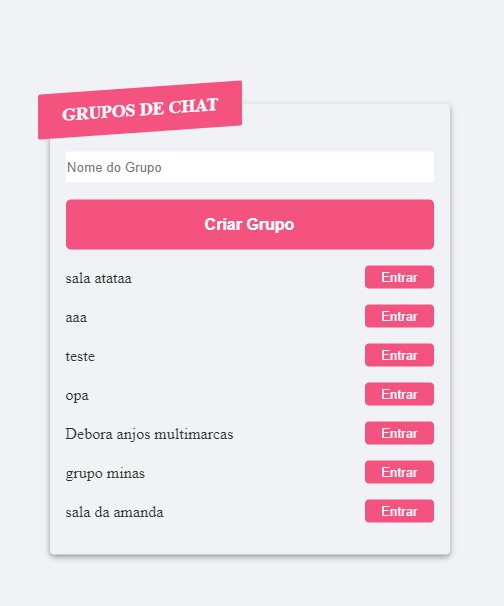 GRUPOS DE CHAT
Nome do Grupo
Criar Grupo
sala atataa Entrar
aaa Entrar
teste Entrar
opa Entrar
Debora anjos multimarcas Entrar
grupo minas Entrar
sala da amanda Entrar